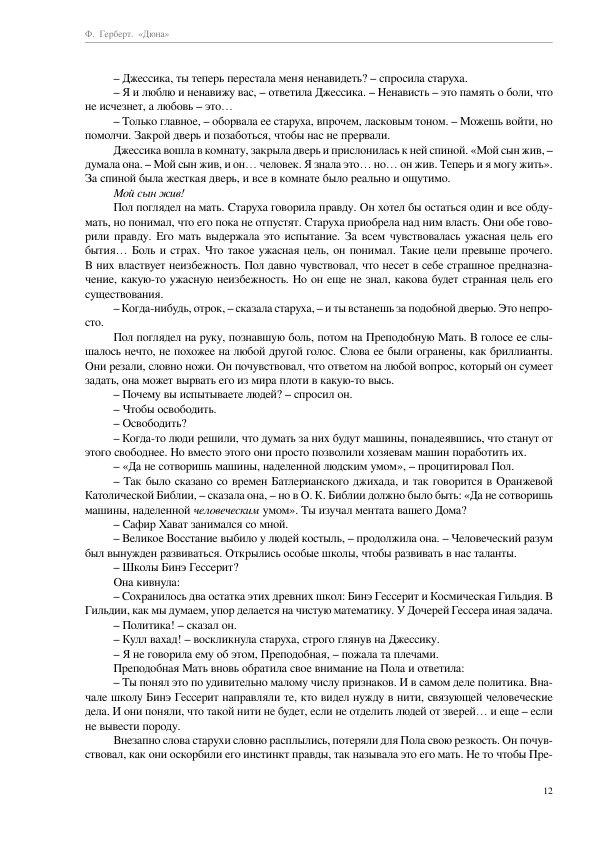 Ф. Герберт. «Дюна»
– Джессика, ты теперь перестала меня ненавидеть? – спросила старуха.
– Я и люблю и ненавижу вас, – ответила Джессика. – Ненависть – это память о боли, что
не исчезнет, а любовь – это…
– Только главное, – оборвала ее старуха, впрочем, ласковым тоном. – Можешь войти, но
помолчи. Закрой дверь и позаботься, чтобы нас не прервали.
Джессика вошла в комнату, закрыла дверь и прислонилась к ней спиной. «Мой сын жив, –
думала она. – Мой сын жив, и он… человек. Я знала это… но… он жив. Теперь и я могу жить».
За спиной была жесткая дверь, и все в комнате было реально и ощутимо.
Мой сын жив!
Пол поглядел на мать. Старуха говорила правду. Он хотел бы остаться один и все обду-
мать, но понимал, что его пока не отпустят. Старуха приобрела над ним власть. Они обе гово-
рили правду. Его мать выдержала это испытание. За всем чувствовалась ужасная цель его
бытия… Боль и страх. Что такое ужасная цель, он понимал. Такие цели превыше прочего.
В них властвует неизбежность. Пол давно чувствовал, что несет в себе страшное предназна-
чение, какую-то ужасную неизбежность. Но он еще не знал, какова будет странная цель его
существования.
– Когда-нибудь, отрок, – сказала старуха, – и ты встанешь за подобной дверью. Это непро-
сто.
Пол поглядел на руку, познавшую боль, потом на Преподобную Мать. В голосе ее слы-
шалось нечто, не похожее на любой другой голос. Слова ее были огранены, как бриллианты.
Они резали, словно ножи. Он почувствовал, что ответом на любой вопрос, который он сумеет
задать, она может вырвать его из мира плоти в какую-то высь.
– Почему вы испытываете людей? – спросил он.
– Чтобы освободить.
– Освободить?
– Когда-то люди решили, что думать за них будут машины, понадеявшись, что станут от
этого свободнее. Но вместо этого они просто позволили хозяевам машин поработить их.
– «Да не сотворишь машины, наделенной людским умом», – процитировал Пол.
– Так было сказано со времен Батлерианского джихада, и так говорится в Оранжевой
Католической Библии, – сказала она, – но в О. К. Библии должно было быть: «Да не сотворишь
машины, наделенной человеческим умом». Ты изучал ментата вашего Дома?
– Сафир Хават занимался со мной.
– Великое Восстание выбило у людей костыль, – продолжила она. – Человеческий разум
был вынужден развиваться. Открылись особые школы, чтобы развивать в нас таланты.
– Школы Бинэ Гессерит?
Она кивнула:
– Сохранилось два остатка этих древних школ: Бинэ Гессерит и Космическая Гильдия. В
Гильдии, как мы думаем, упор делается на чистую математику. У Дочерей Гессера иная задача.
– Политика! – сказал он.
– Кулл вахад! – воскликнула старуха, строго глянув на Джессику.
– Я не говорила ему об этом, Преподобная, – пожала та плечами.
Преподобная Мать вновь обратила свое внимание на Пола и ответила:
– Ты понял это по удивительно малому числу признаков. И в самом деле политика. Вна-
чале школу Бинэ Гессерит направляли те, кто видел нужду в нити, связующей человеческие
дела. И они поняли, что такой нити не будет, если не отделить людей от зверей… и еще – если
не вывести породу.
Внезапно слова старухи словно расплылись, потеряли для Пола свою резкость. Он почув-
ствовал, как они оскорбили его инстинкт правды, так называла это его мать. Не то чтобы Пре-
12